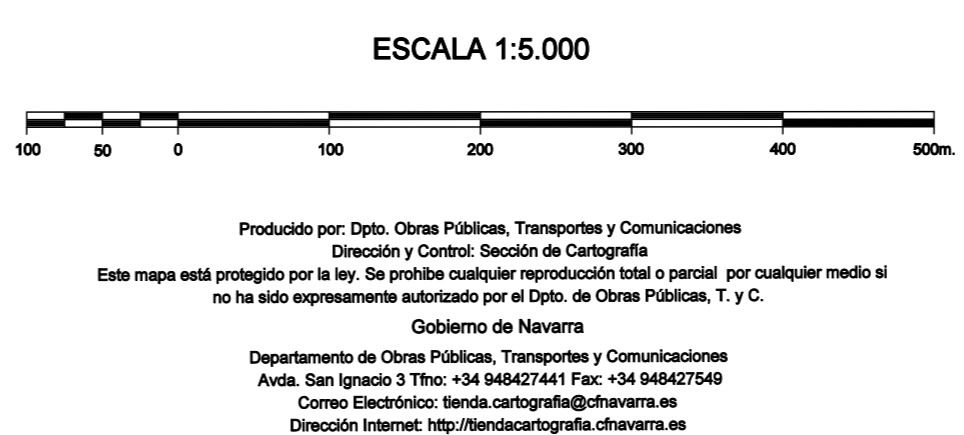 ESCALA 1:5.000
100 50 0 100 200 300 400 500m.
Producido por: Dpto. Obras Públicas, Transportes y Comunicaciones
Dirección y Control: Sección de Cartografía
Este mapa está protegido por la ley. Se prohibe cualquier reproducción total o parcial por cualquier medio si
no ha sido expresamente autorizado por el Dpto. de Obras Públicas, T. y C.
Gobierno de Navarra
Departamento de Obras Públicas, Transportes y Comunicaciones
Avda. San Ignacio 3 Tfno: +34 948427441 Fax: +34 948427549
Correo Electrónico: tienda.cartografia@cfnavarra.es
Dirección Internet: http://tiendacartografia.cfnavarra.es